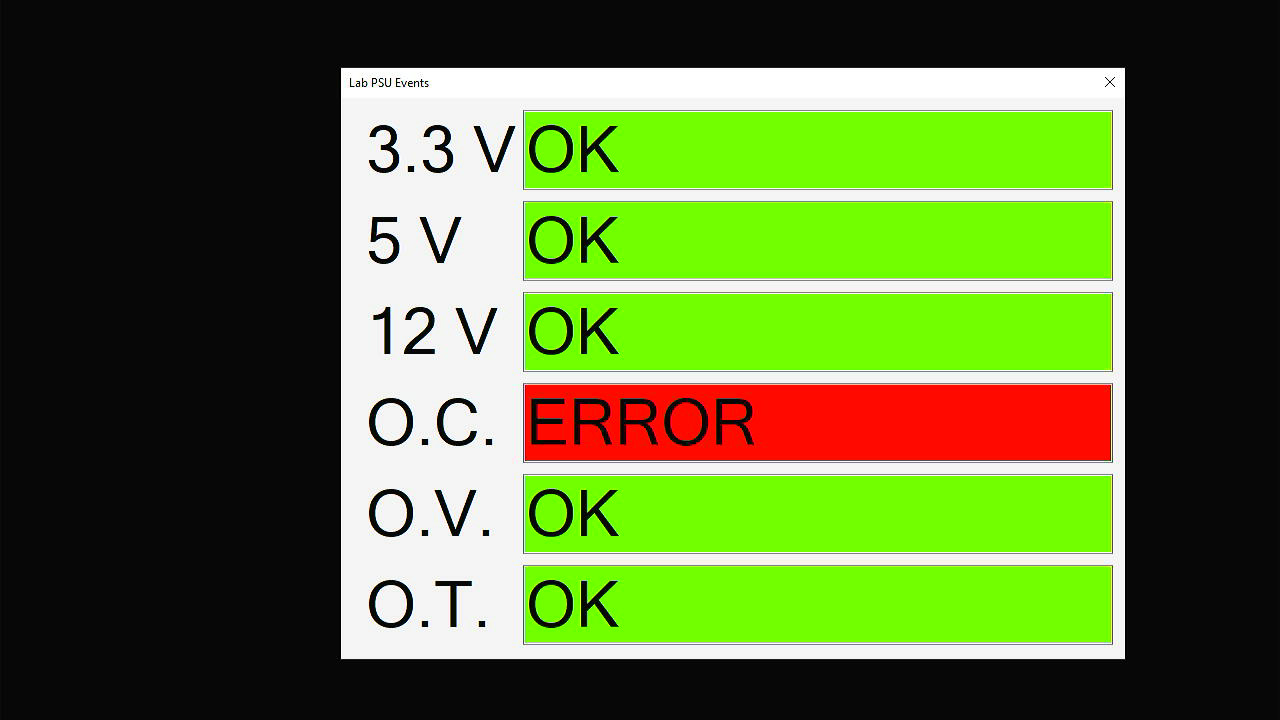 Lab PSU Events
3.3 V OK
5 V OK
12 V OK
O.C. ERROR
O.V. OK
O.T. OK